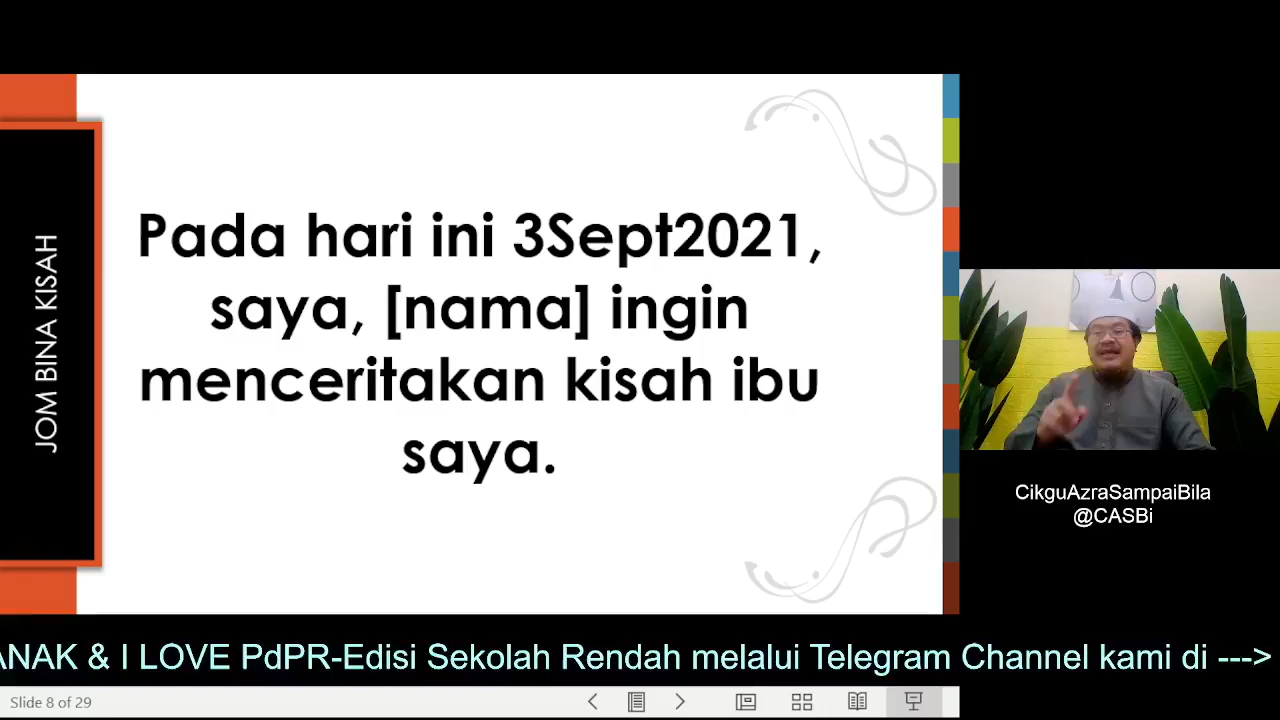 JOM BINA KISAH
Pada hari ini 3Sept2021,
saya, [nama] ingin
menceritakan kisah ibu
saya.
CikguAzraSampaiBila
@CASBi
ANAK & I LOVE PdPR-Edisi Sekolah Rendah melalui Telegram Channel kami di --->
Slide 8 of 29